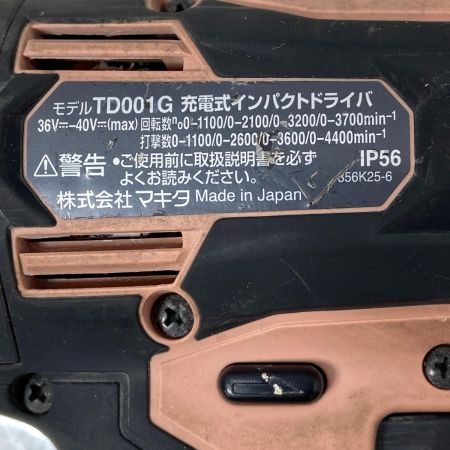 モデルTD001G 充電式インパクトドライバ
36V⎓-40V⎓(max) 回転数n₀0-1100/0-2100/0-3200/0-3700min-1
打撃数0-1100/0-2600/0-3600/0-4400min-1
⚠警告 •ご使用前に取扱説明書を必ず IP56
よくお読みください。 856K25-6
株式会社マキタ Made in Japan